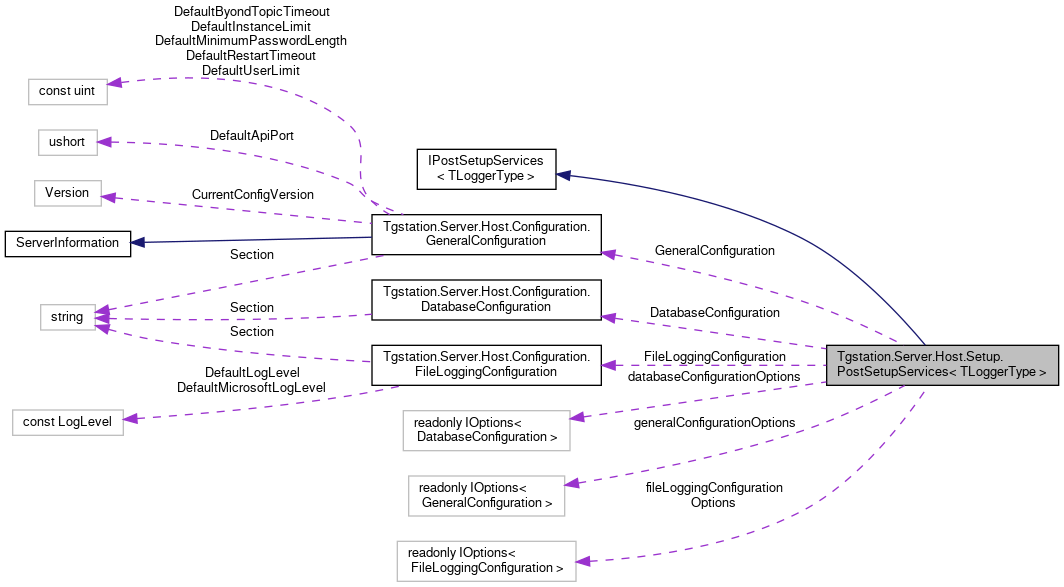 DefaultByondTopicTimeout
DefaultInstanceLimit
DefaultMinimumPasswordLength
DefaultRestartTimeout
DefaultUserLimit
const uint
ushort
DefaultApiPort
Version
CurrentConfigVersion
IPostSetupServices
< TLoggerType >
ServerInformation
Tgstation.Server.Host.Configuration.
GeneralConfiguration
Section
GeneralConfiguration
string
Section
Tgstation.Server.Host.Configuration.
DatabaseConfiguration
DatabaseConfiguration
Section
Tgstation.Server.Host.Configuration.
FileLoggingConfiguration
FileLoggingConfiguration
Tgstation.Server.Host.Setup.
PostSetupServices< TLoggerType >
DefaultLogLevel
DefaultMicrosoftLogLevel
databaseConfigurationOptions
const LogLevel
readonly IOptions<
DatabaseConfiguration >
generalConfigurationOptions
readonly IOptions<
GeneralConfiguration >
fileLoggingConfiguration
Options
readonly IOptions<
FileLoggingConfiguration >